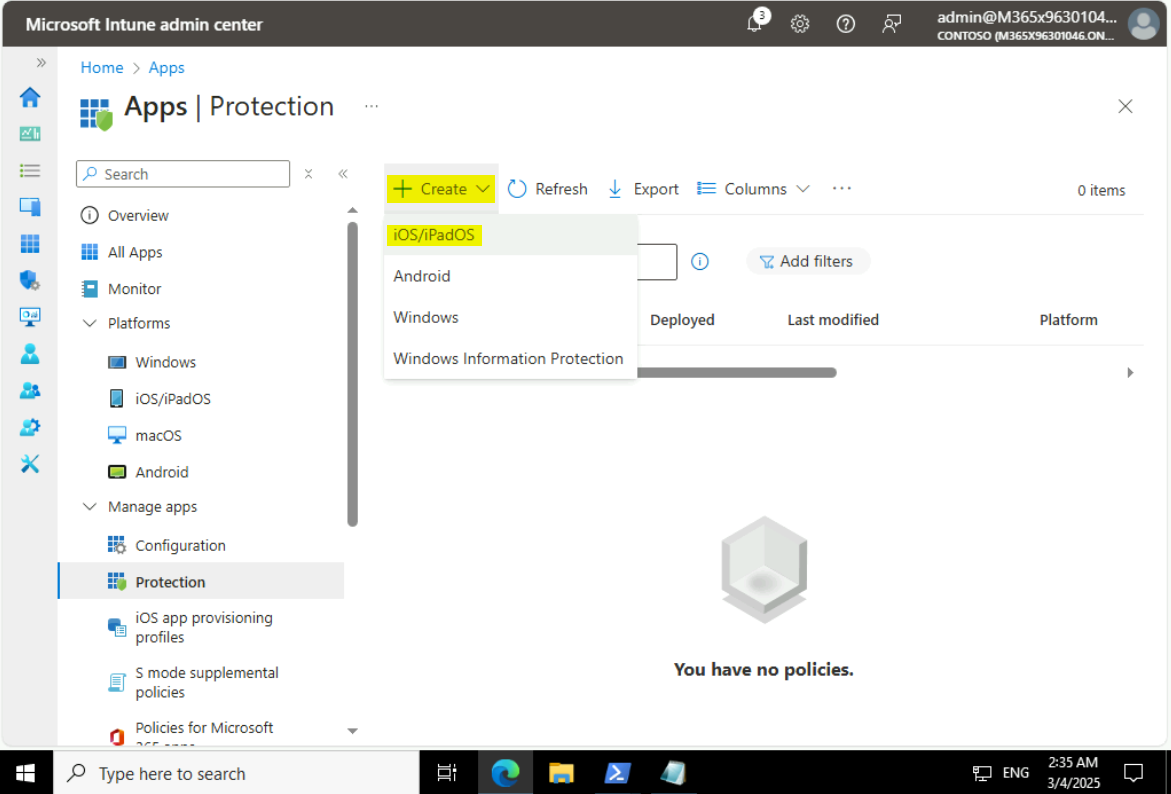 Microsoft Intune admin center
3
admin@M365x9630104...
CONTOSO (M365X96301046.ON...
Home > Apps
Apps | Protection ...
Search
Overview
All Apps
Monitor
Platforms
Windows
iOS/iPadOS
macOS
Android
Manage apps
Configuration
Protection
iOS app provisioning
profiles
S mode supplemental
policies
Policies for Microsoft
365 apps
+ Create
Refresh
Export
Columns
...
0 items
iOS/iPadOS
Android
Windows
Windows Information Protection
Add filters
Deployed
Last modified
Platform
You have no policies.
Type here to search
ENG
2:35 AM
3/4/2025